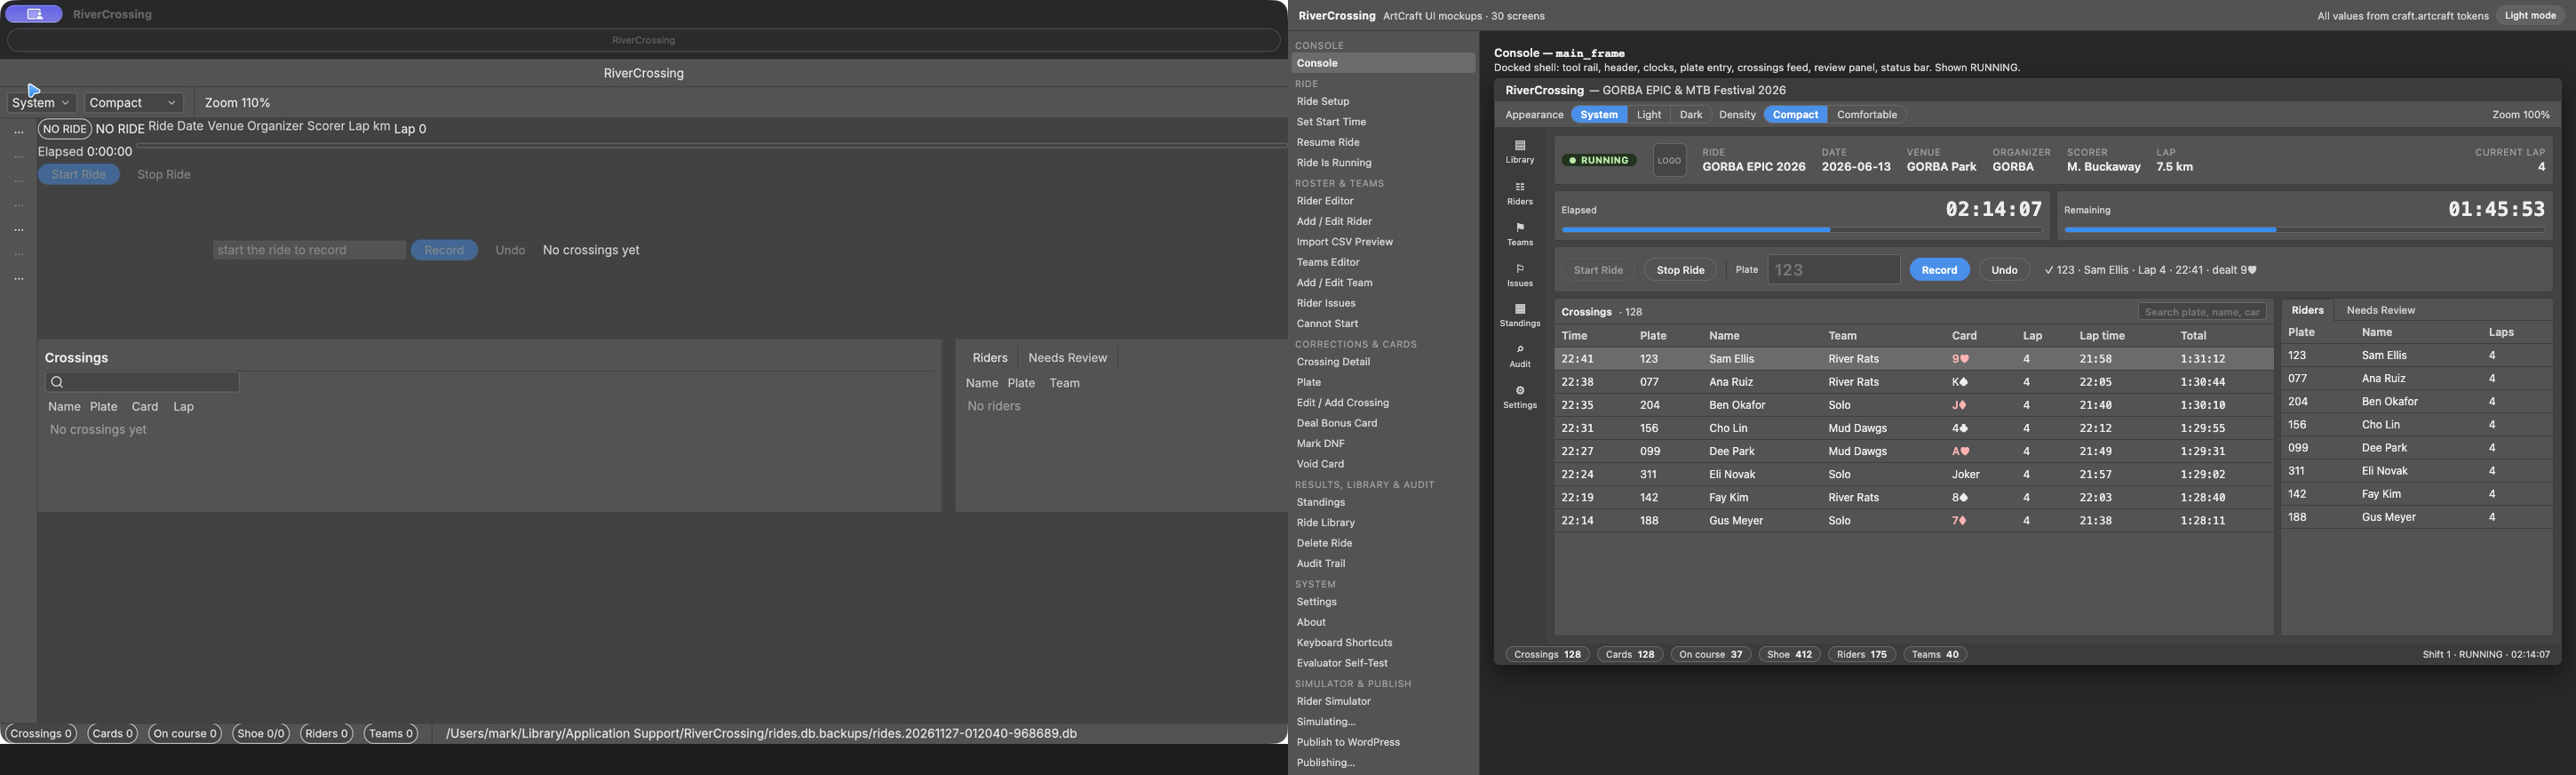 RiverCrossing
RiverCrossing
RiverCrossing
System
Compact
Zoom 110%
...
...
...
...
...
...
...
NO RIDE NO RIDE Ride Date Venue Organizer Scorer Lap km Lap 0
Elapsed 0:00:00
Start Ride Stop Ride
start the ride to record Record Undo No crossings yet
Crossings
Name Plate Card Lap
No crossings yet
Riders Needs Review
Name Plate Team
No riders
Crossings 0 Cards 0 On course 0 Shoe 0/0 Riders 0 Teams 0 /Users/mark/Library/Application Support/RiverCrossing/rides.db.backups/rides.20261127-012040-968689.db
RiverCrossing ArtCraft UI mockups · 30 screens
All values from craft.artcraft tokens Light mode
CONSOLE
Console
RIDE
Ride Setup
Set Start Time
Resume Ride
Ride Is Running
ROSTER & TEAMS
Rider Editor
Add / Edit Rider
Import CSV Preview
Teams Editor
Add / Edit Team
Rider Issues
Cannot Start
CORRECTIONS & CARDS
Crossing Detail
Plate
Edit / Add Crossing
Deal Bonus Card
Mark DNF
Void Card
RESULTS, LIBRARY & AUDIT
Standings
Ride Library
Delete Ride
Audit Trail
SYSTEM
Settings
About
Keyboard Shortcuts
Evaluator Self-Test
SIMULATOR & PUBLISH
Rider Simulator
Simulating...
Publish to WordPress
Publishing...
Console — main_frame
Docked shell: tool rail, header, clocks, plate entry, crossings feed, review panel, status bar. Shown RUNNING.
RiverCrossing — GORBA EPIC & MTB Festival 2026
Appearance System Light Dark Density Compact Comfortable Zoom 100%
Library
Riders
Teams
Issues
Standings
Audit
Settings
● RUNNING LOGO
RIDE DATE VENUE ORGANIZER SCORER LAP CURRENT LAP
GORBA EPIC 2026 2026-06-13 GORBA Park GORBA M. Buckaway 7.5 km 4
Elapsed 02:14:07
Remaining 01:45:53
Start Ride Stop Ride Plate 123 Record Undo ✓ 123 · Sam Ellis · Lap 4 · 22:41 · dealt 9♥
Crossings · 128 Search plate, name, car
Time Plate Name Team Card Lap Lap time Total
22:41 123 Sam Ellis River Rats 9♥ 4 21:58 1:31:12
22:38 077 Ana Ruiz River Rats K♠ 4 22:05 1:30:44
22:35 204 Ben Okafor Solo J♦ 4 21:40 1:30:10
22:31 156 Cho Lin Mud Dawgs 4♣ 4 22:12 1:29:55
22:27 099 Dee Park Mud Dawgs A♥ 4 21:49 1:29:31
22:24 311 Eli Novak Solo Joker 4 21:57 1:29:02
22:19 142 Fay Kim River Rats 8♠ 4 22:03 1:28:40
22:14 188 Gus Meyer Solo 7♦ 4 21:38 1:28:11
Riders Needs Review
Plate Name Laps
123 Sam Ellis 4
077 Ana Ruiz 4
204 Ben Okafor 4
156 Cho Lin 4
099 Dee Park 4
311 Eli Novak 4
142 Fay Kim 4
188 Gus Meyer 4
Crossings 128 Cards 128 On course 37 Shoe 412 Riders 175 Teams 40
Shift 1 · RUNNING · 02:14:07